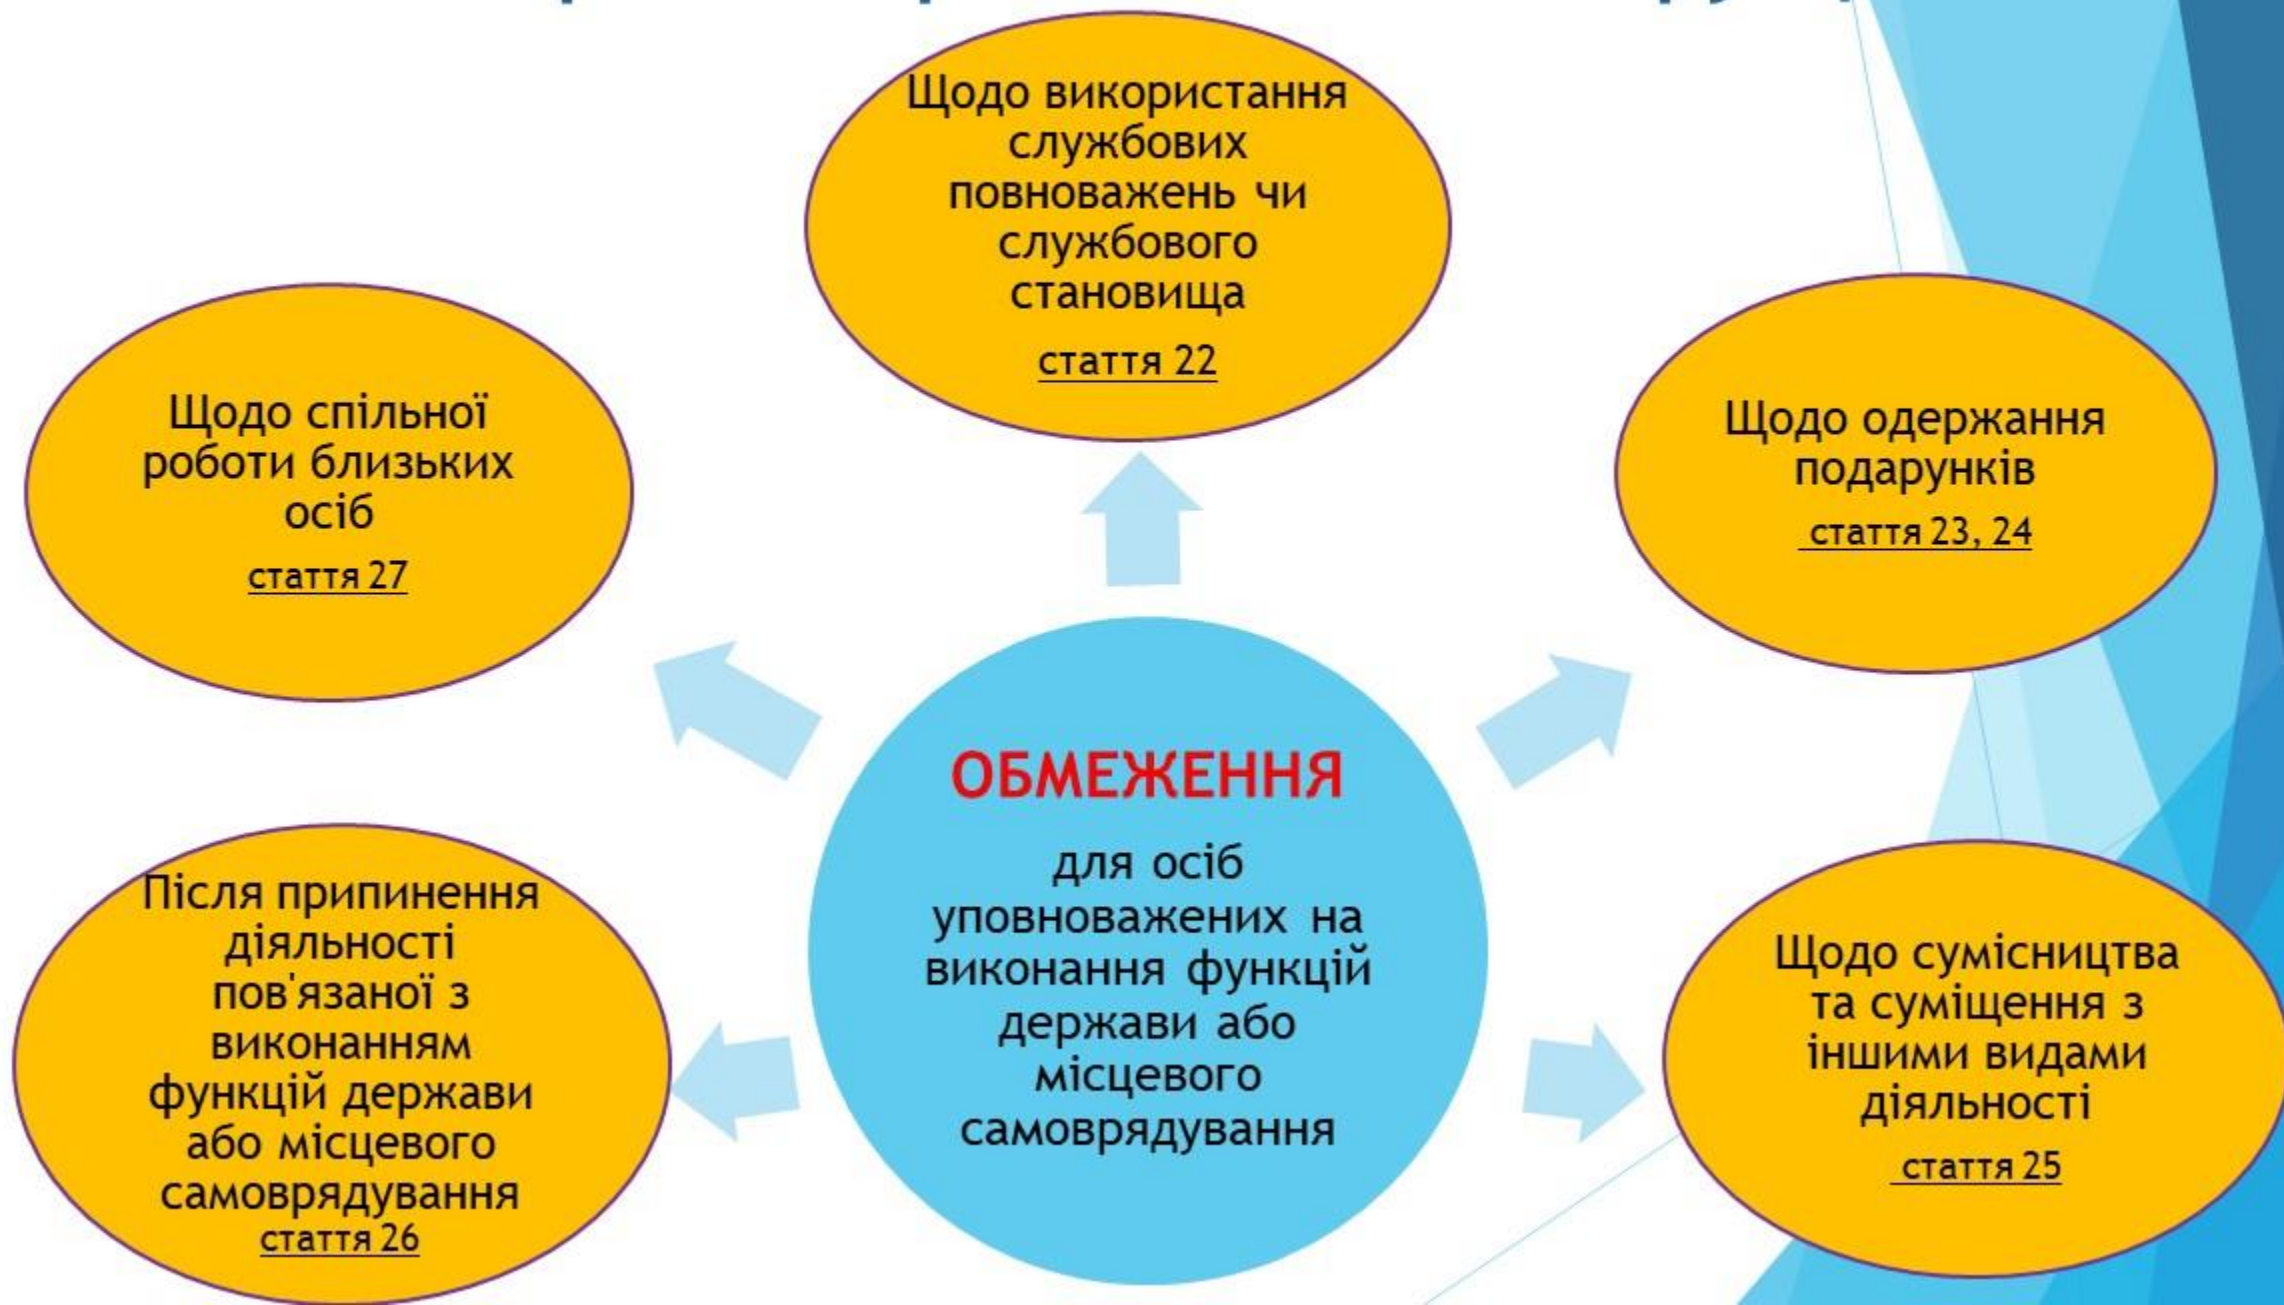 Щодо використання
службових
повноважень чи
службового
становища
стаття 22
Щодо спільної
роботи близьких
осіб
стаття 27
Щодо одержання
подарунків
стаття 23, 24
ОБМЕЖЕННЯ
для осіб
уповноважених на
виконання функцій
держави або
місцевого
самоврядування
Після припинення
діяльності
пов'язаної з
виконанням
функцій держави
або місцевого
самоврядування
стаття 26
Щодо сумісництва
та суміщення з
іншими видами
діяльності
стаття 25